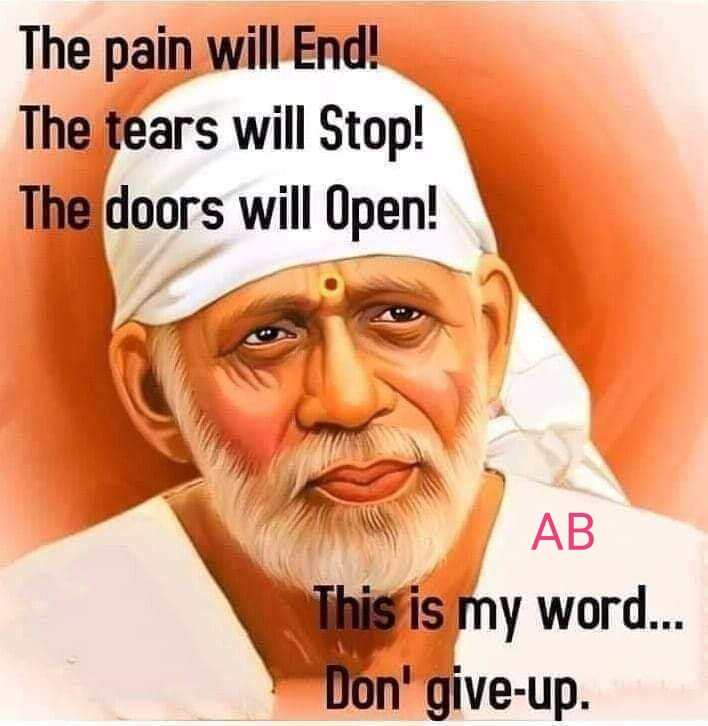 The pain will End!
The tears will Stop!
The doors will Open!
AB
This is my word...
Don' give-up.